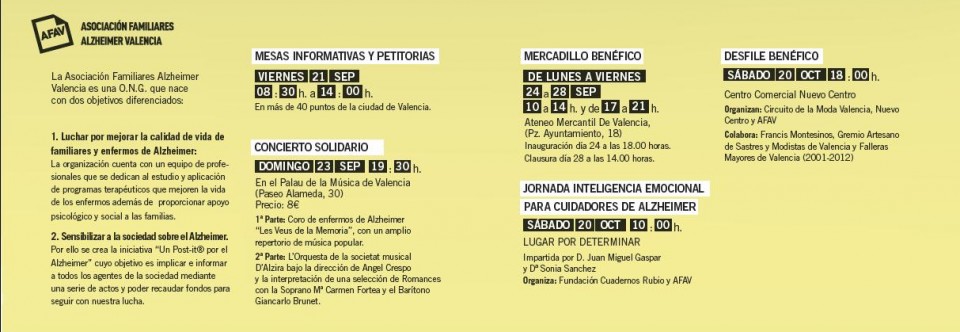 AFAV
ASOCIACIÓN FAMILIARES
ALZHEIMER VALENCIA
La Asociación Familiares Alzheimer
Valencia es una O.N.G. que nace
con dos objetivos diferenciados:
1. Luchar por mejorar la calidad de vida de
familiares y enfermos de Alzheimer:
La organización cuenta con un equipo de profe-
sionales que se dedican al estudio y aplicación
de programas terapéuticos que mejoren la vida
de los enfermos además de proporcionar apoyo
psicológico y social a las familias.
2. Sensibilizar a la sociedad sobre el Alzheimer.
Por ello se crea la iniciativa “Un Post-it® por el
Alzheimer” cuyo objetivo es implicar e informar
a todos los agentes de la sociedad mediante
una serie de actos y poder recaudar fondos para
seguir con nuestra lucha.
MESAS INFORMATIVAS Y PETITORIAS
VIERNES 21 SEP
08:30h. a 14:00h.
En más de 40 puntos de la ciudad de Valencia.
CONCIERTO SOLIDARIO
DOMINGO 23 SEP 19:30h.
En el Palau de la Música de Valencia
(Paseo Alameda, 30)
Precio: 8€
1ª Parte: Coro de enfermos de Alzheimer
“Les Veus de la Memoria”, con un amplio
repertorio de música popular.
2ª Parte: L’Orquesta de la societat musical
D’Alzira bajo la dirección de Angel Crespo
y la interpretación de una selección de Romances
con la Soprano Mª Carmen Fortea y el Barítono
Giancarlo Brunet.
MERCADILLO BENÉFICO
DE LUNES A VIERNES
24 a 28 SEP
10 a 14h. y de 17 a 21h.
Ateneo Mercantil De Valencia,
(Pz. Ayuntamiento, 18)
Inauguración día 24 a las 18.00 horas.
Clausura día 28 a las 14.00 horas.
JORNADA INTELIGENCIA EMOCIONAL
PARA CUIDADORES DE ALZHEIMER
SÁBADO 20 OCT 10:00h.
LUGAR POR DETERMINAR
Impartida por D. Juan Miguel Gaspar
y Dª Sonia Sanchez
Organiza: Fundación Cuadernos Rubio y AFAV
DESFILE BENÉFICO
SÁBADO 20 OCT 18:00h.
Centro Comercial Nuevo Centro
Organizan: Circuito de la Moda Valencia, Nuevo
Centro y AFAV
Colabora: Francis Montesinos, Gremio Artesano
de Sastres y Modistas de Valencia y Falleras
Mayores de Valencia (2001-2012)